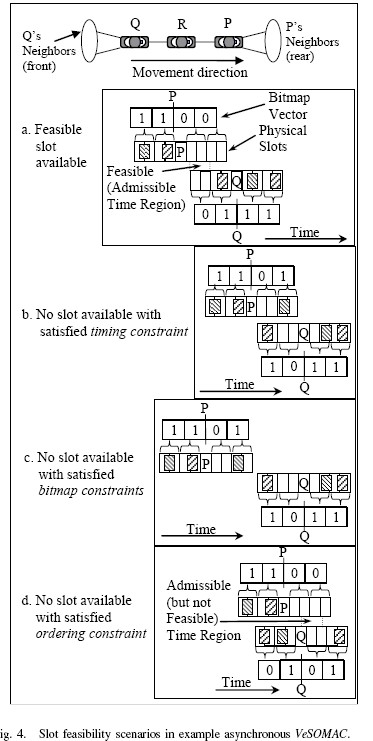 Q's
Neighbors
(front)
Q R P
P's
Neighbors
(rear)
Movement direction
a. Feasible
slot
available
P
1 1 0 0
Bitmap
Vector
Physical
Slots
P
Feasible
(Admissible
Time Region)
Q
0 1 1 1
Q
Time
b. No slot available with
satisfied timing constraint
P
1 1 0 1
P
Q
1 0 1 1
Time
Q
c. No slot available
with satisfied
bitmap constraints
P
1 1 0 1
P
Q
1 0 1 1
Time
Q
d. No slot available
with satisfied
ordering constraint
P
1 1 0 0
Admissible
(but not
Feasible)
Time Region
P
Q
0 1 0 1
Time
Q
ig. 4. Slot feasibility scenarios in example asynchronous VeSOMAC.